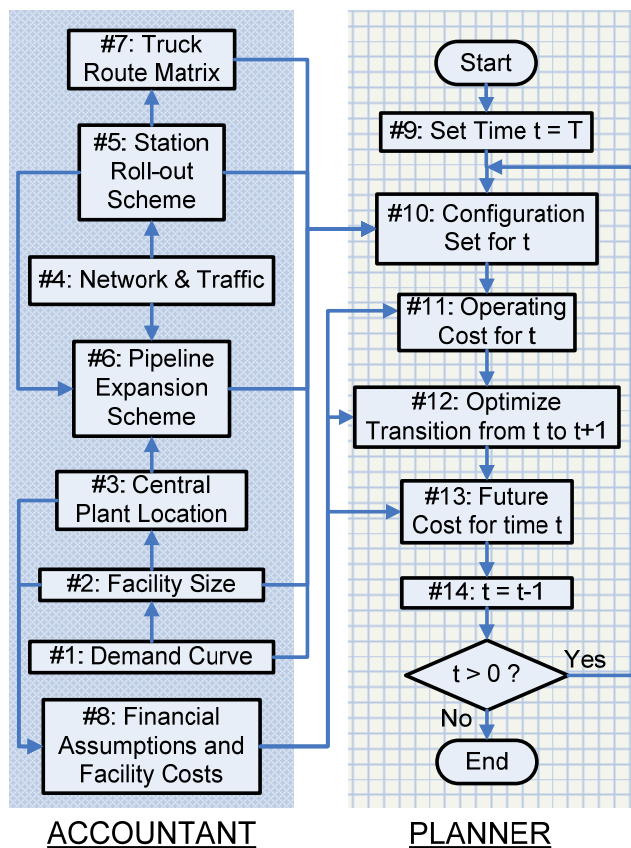 #7: Truck
Route Matrix
#5: Station
Roll-out
Scheme
#4: Network & Traffic
#6: Pipeline
Expansion
Scheme
#3: Central
Plant Location
#2: Facility Size
#1: Demand Curve
#8: Financial
Assumptions and
Facility Costs
ACCOUNTANT
Start
#9: Set Time t = T
#10: Configuration
Set for t
#11: Operating
Cost for t
#12: Optimize
Transition from t to t+1
#13: Future
Cost for time t
#14: t = t-1
t > 0 ?
Yes
No
End
PLANNER